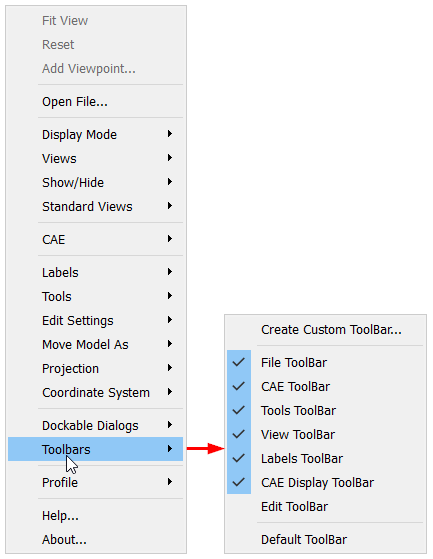 Fit View
Reset
Add Viewpoint...
Open File...
Display Mode
Views
Show/Hide
Standard Views
CAE
Labels
Tools
Edit Settings
Move Model As
Projection
Coordinate System
Dockable Dialogs
Toolbars
Profile
Help...
About...
Create Custom ToolBar...
File ToolBar
CAE ToolBar
Tools ToolBar
View ToolBar
Labels ToolBar
CAE Display ToolBar
Edit ToolBar
Default ToolBar